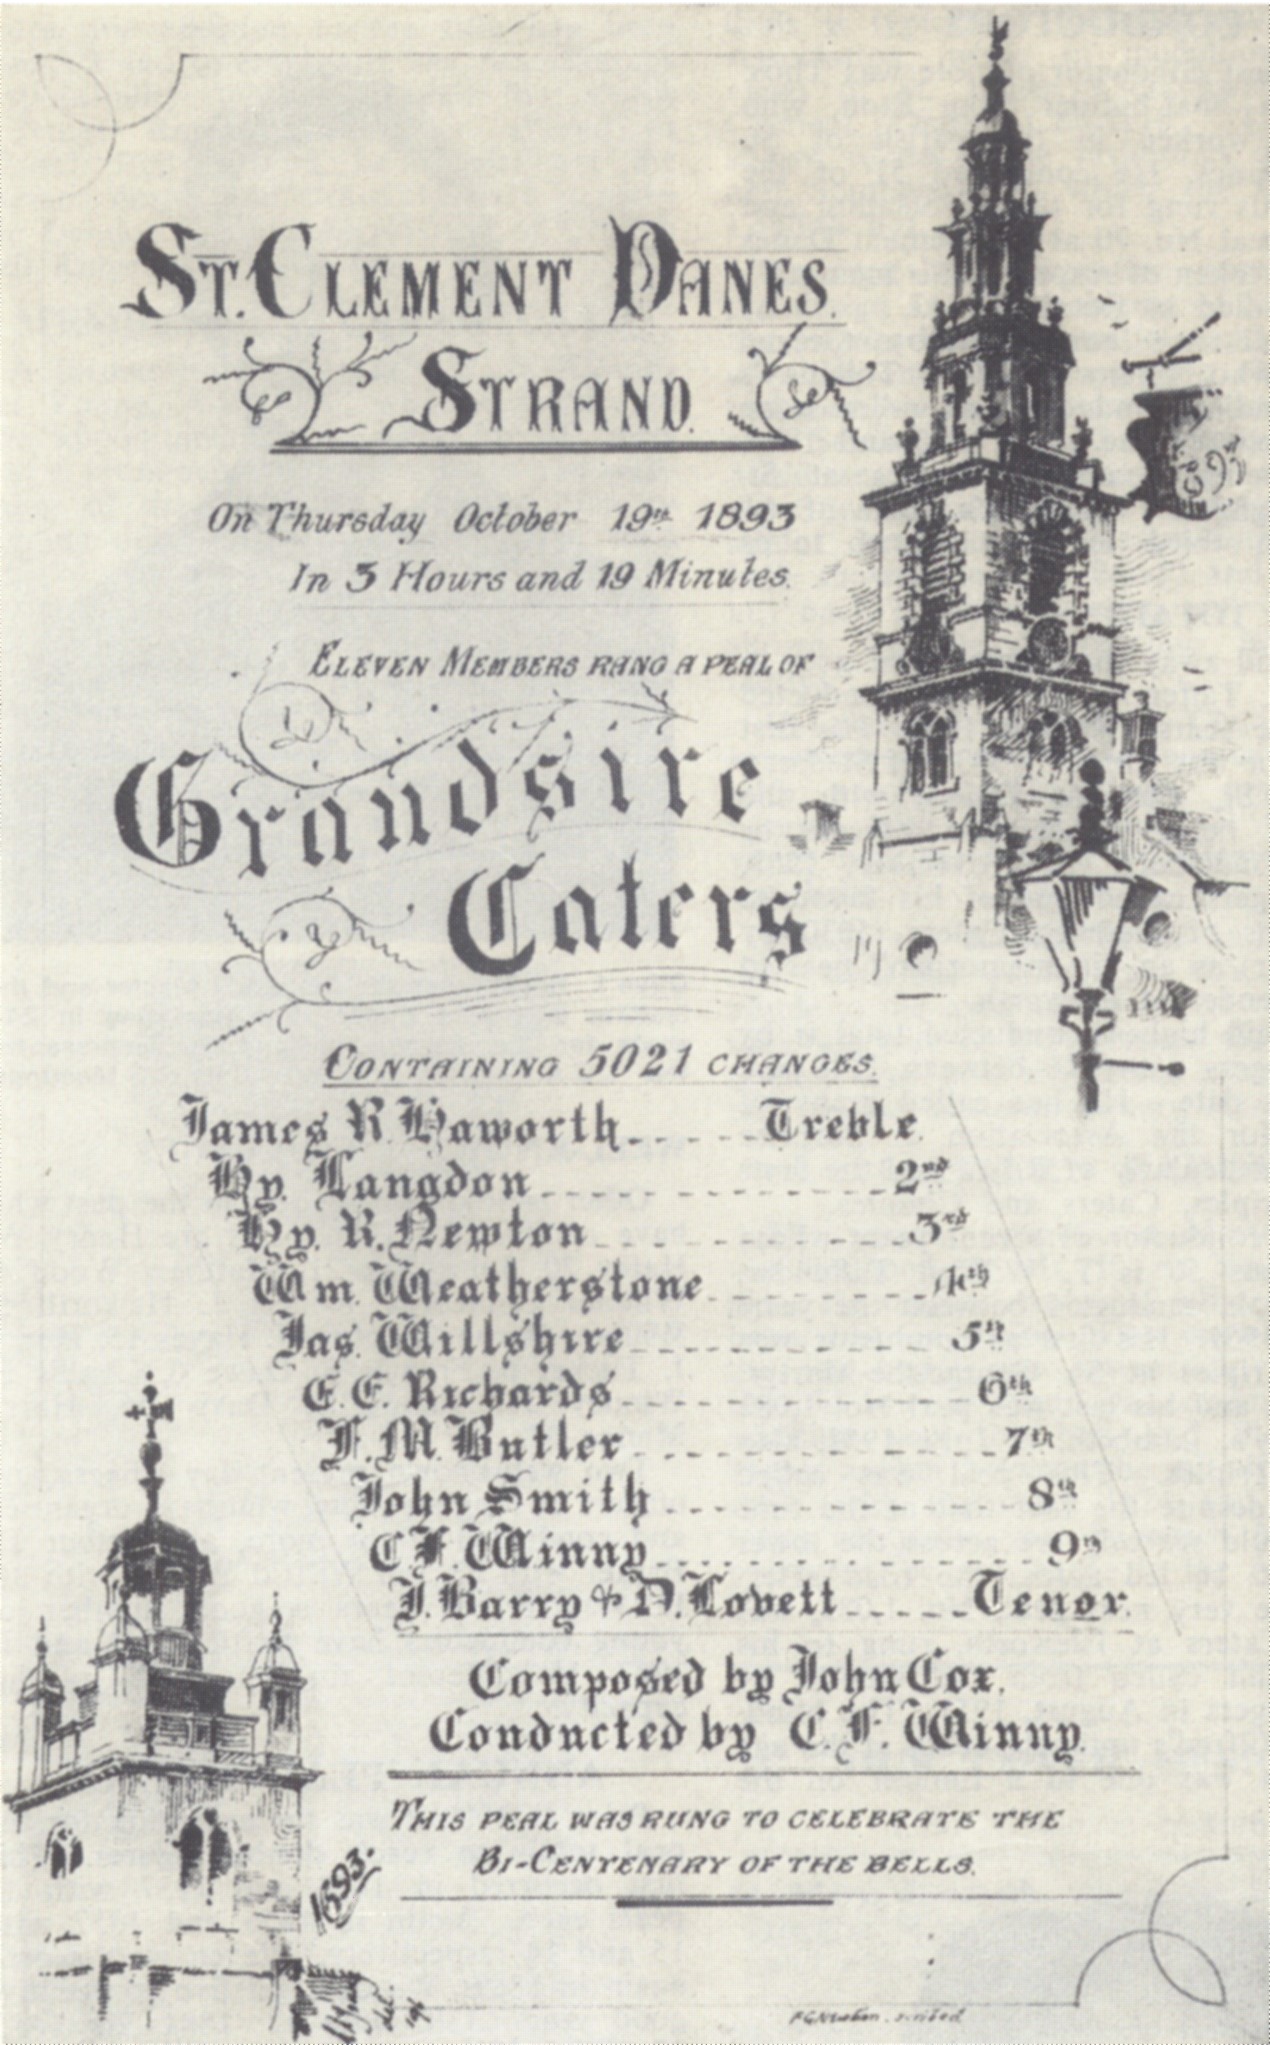 St. Clement Danes.
Strand.
On Thursday October 19th 1893
In 3 Hours and 19 Minutes.
Eleven Members rang a peal of
Grandsire
Caters
Containing 5021 changes.
James R. Haworth Treble.
Hy. Langdon 2nd
Hy. R. Newton 3rd
Wm. Weatherstone 4th
Jas. Willshire 5th
E. E. Richards 6th
F. M. Butler 7th
John Smith 8th
C. F. Winny 9th
J. Barry & D. Lovett Tenor.
Composed by John Cox.
Conducted by C. F. Winny.
This peal was rung to celebrate the
Bi-Centenary of the bells.
1693.
1893